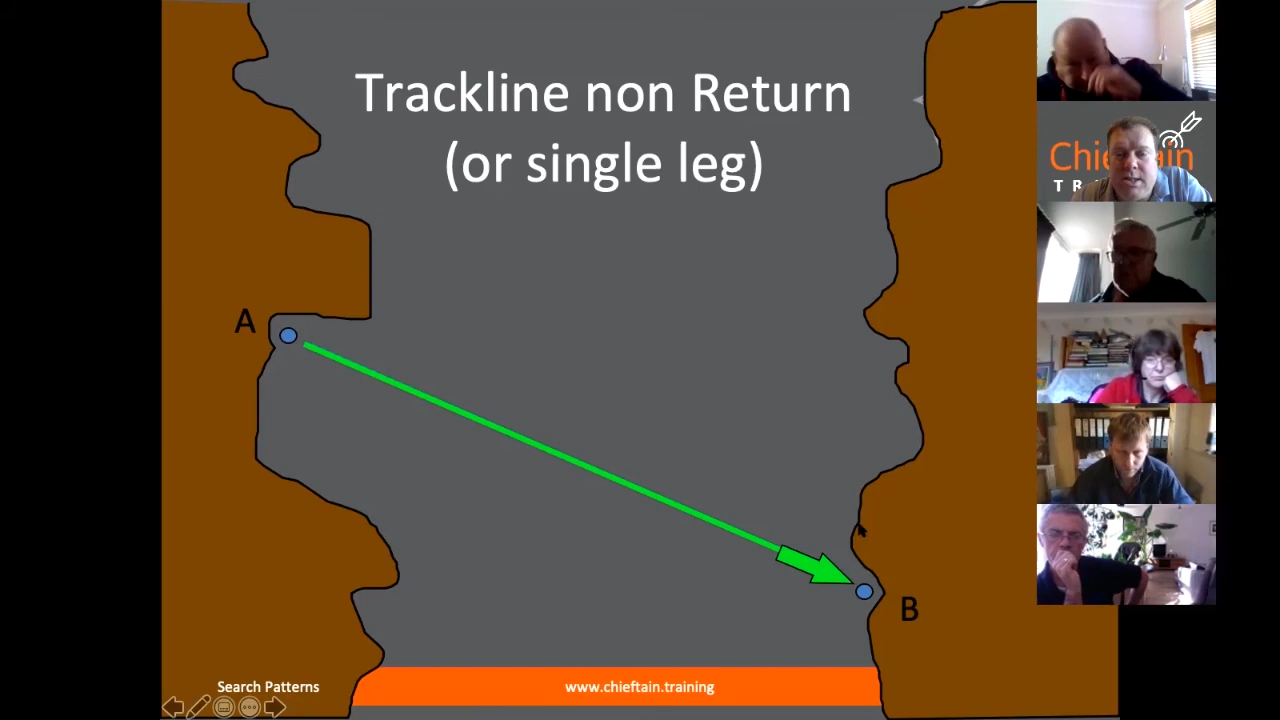 Trackline non Return
(or single leg)
A
B
Search Patterns
www.chieftain.training